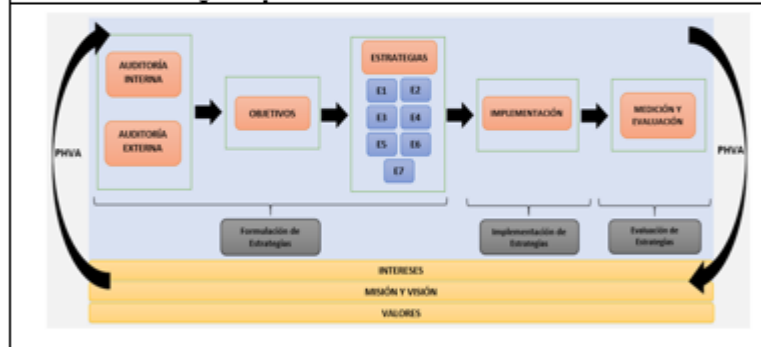 ESTRATEGIAS
AUDITORÍA
INTERNA
E1 E2
OBJETIVOS
E3 E4
IMPLEMENTACIÓN
MEDICIÓN Y
EVALUACIÓN
AUDITORÍA
EXTERNA
E5 E6
E7
PHVA
PHVA
Formulación de
Estrategias
Implementación de
Estrategias
Evaluación de
Estrategias
INTERESES
MISIÓN Y VISIÓN
VALORES